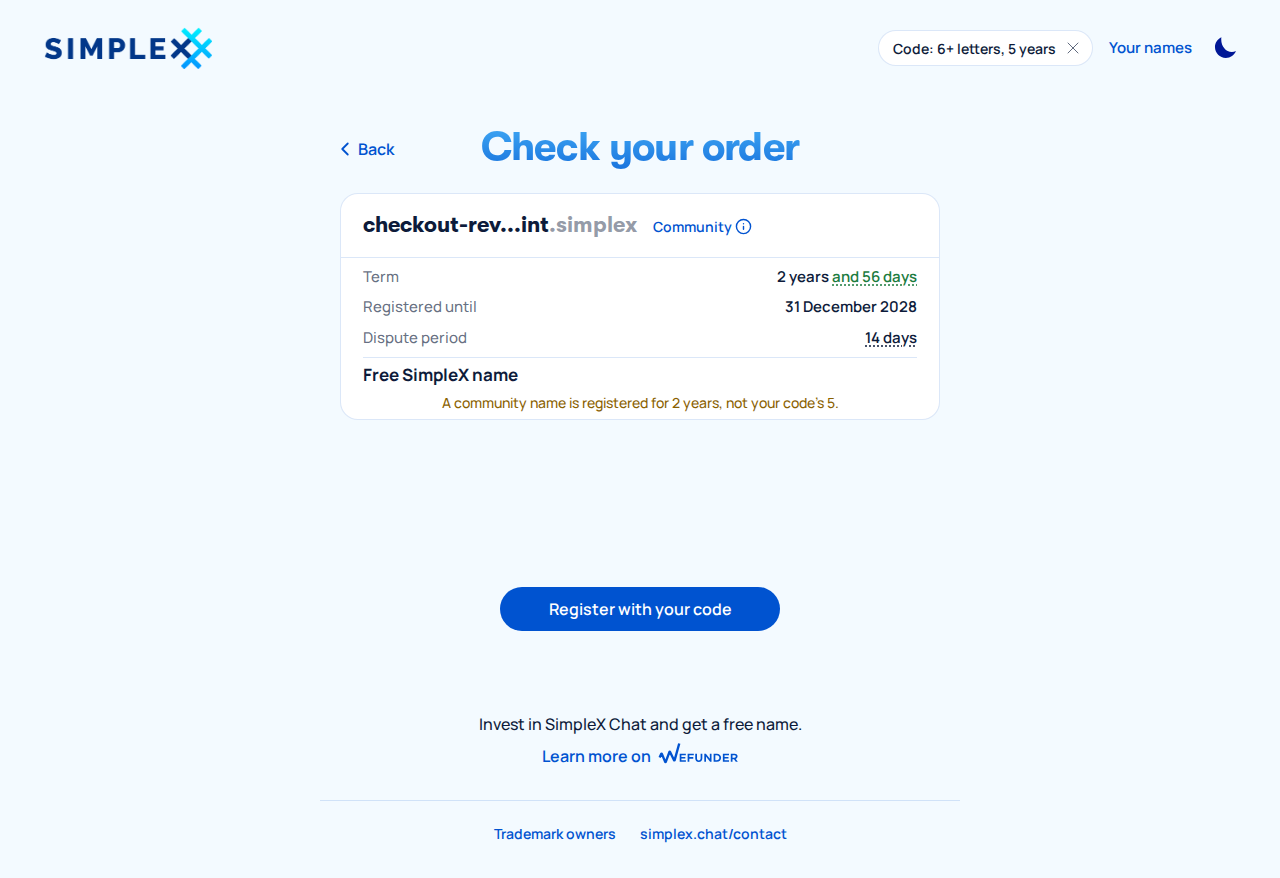 SIMPLEX
Code: 6+ letters, 5 years
Your names
Back
Check your order
checkout-rev...int.simplex
Community
Term
2 years and 56 days
Registered until
31 December 2028
Dispute period
14 days
Free SimpleX name
A community name is registered for 2 years, not your code's 5.
Register with your code
Invest in SimpleX Chat and get a free name.
Learn more on WEFUNDER
Trademark owners
simplex.chat/contact